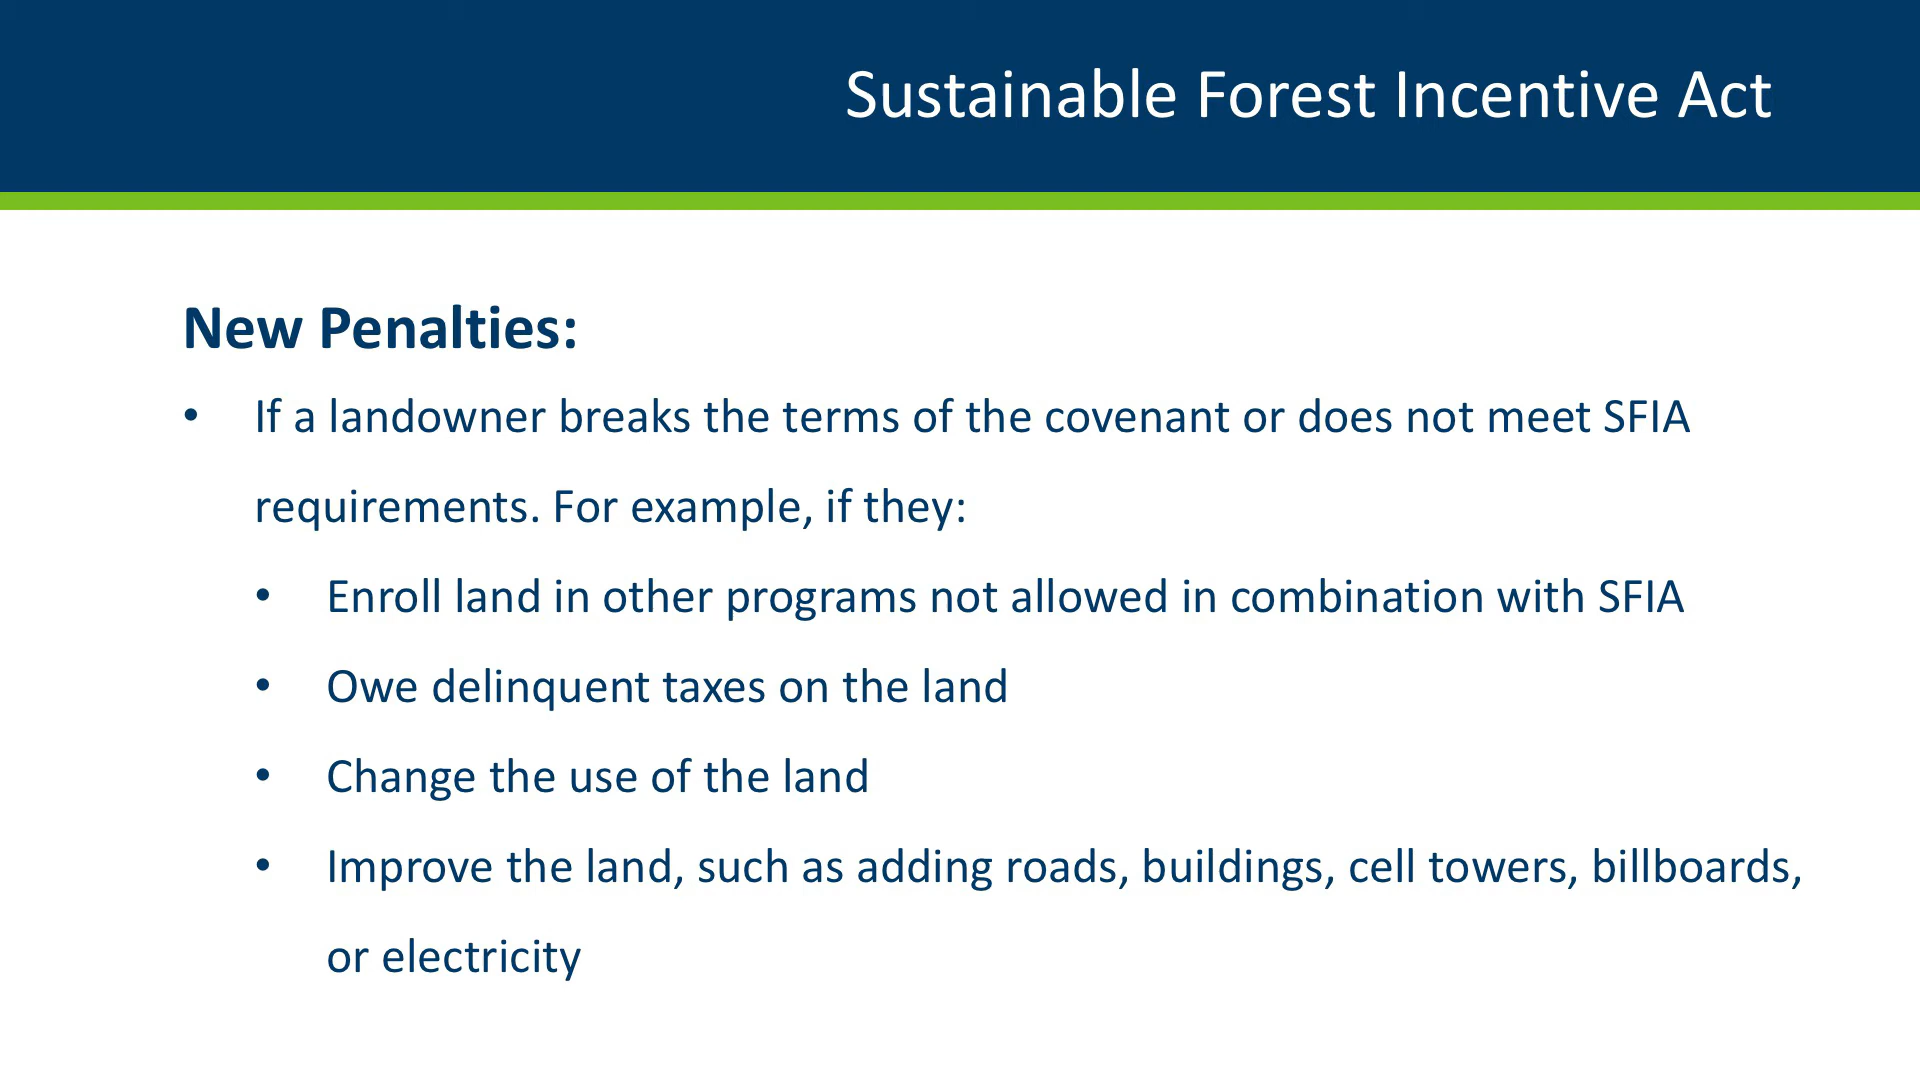 Sustainable Forest Incentive Act
New Penalties:
• If a landowner breaks the terms of the covenant or does not meet SFIA
requirements. For example, if they:
• Enroll land in other programs not allowed in combination with SFIA
• Owe delinquent taxes on the land
• Change the use of the land
• Improve the land, such as adding roads, buildings, cell towers, billboards,
or electricity